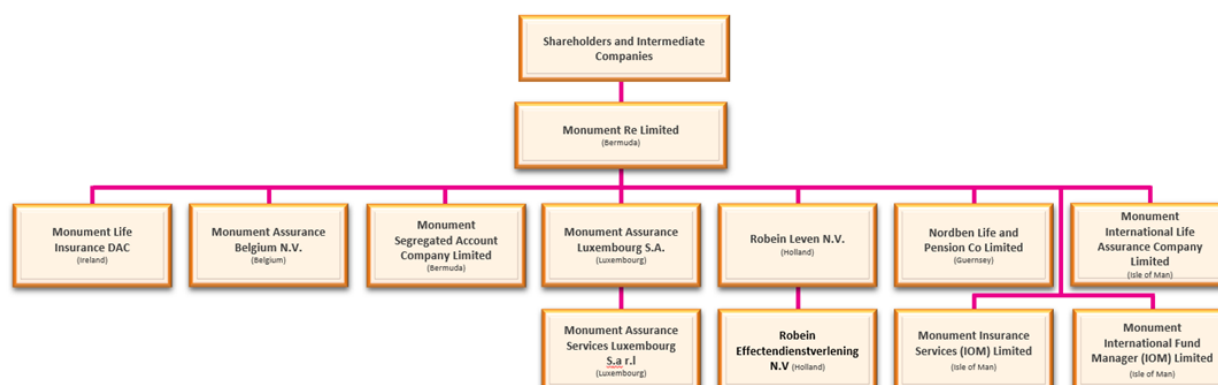 Shareholders and Intermediate
Companies
Monument Re Limited
(Bermuda)
Monument Life
Insurance DAC
(Ireland)
Monument Assurance
Belgium N.V.
(Belgium)
Monument
Segregated Account
Company Limited
(Bermuda)
Monument Assurance
Luxembourg S.A.
(Luxembourg)
Robein Leven N.V.
(Holland)
Nordben Life and
Pension Co Limited
(Guernsey)
Monument
International Life
Assurance Company
Limited
(Isle of Man)
Monument Assurance
Services Luxembourg
S.a r.l
(Luxembourg)
Robein
Effectendienstverlening
N.V (Holland)
Monument Insurance
Services (IOM) Limited
(Isle of Man)
Monument
International Fund
Manager (IOM) Limited
(Isle of Man)